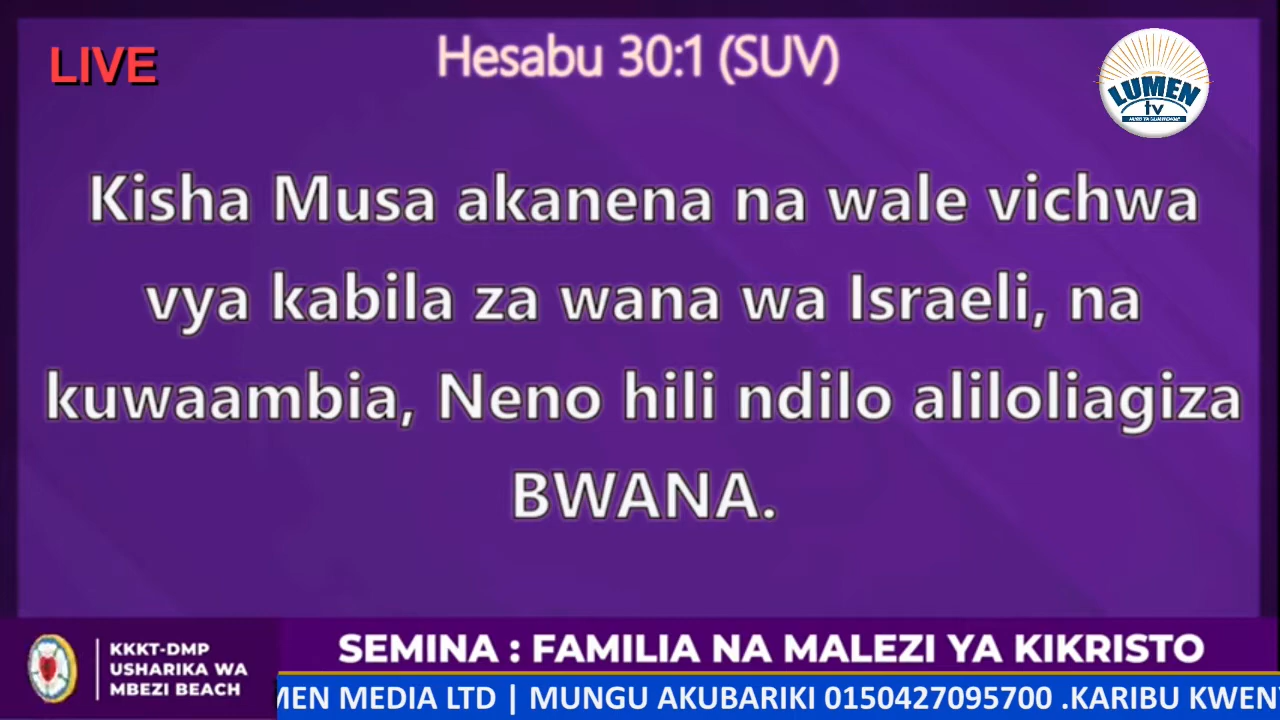 LIVE
Hesabu 30:1 (SUV)
LUMEN
tv
Kisha Musa akanena na wale vichwa
vya kabila za wana wa Israeli, na
kuwaambia, Neno hili ndilo aliloliagiza
BWANA.
KKKT-DMP
USHARIKA WA
MBEZI BEACH
SEMINA : FAMILIA NA MALEZI YA KIKRISTO
MEN MEDIA LTD | MUNGU AKUBARIKI 0150427095700 .KARIBU KWEN